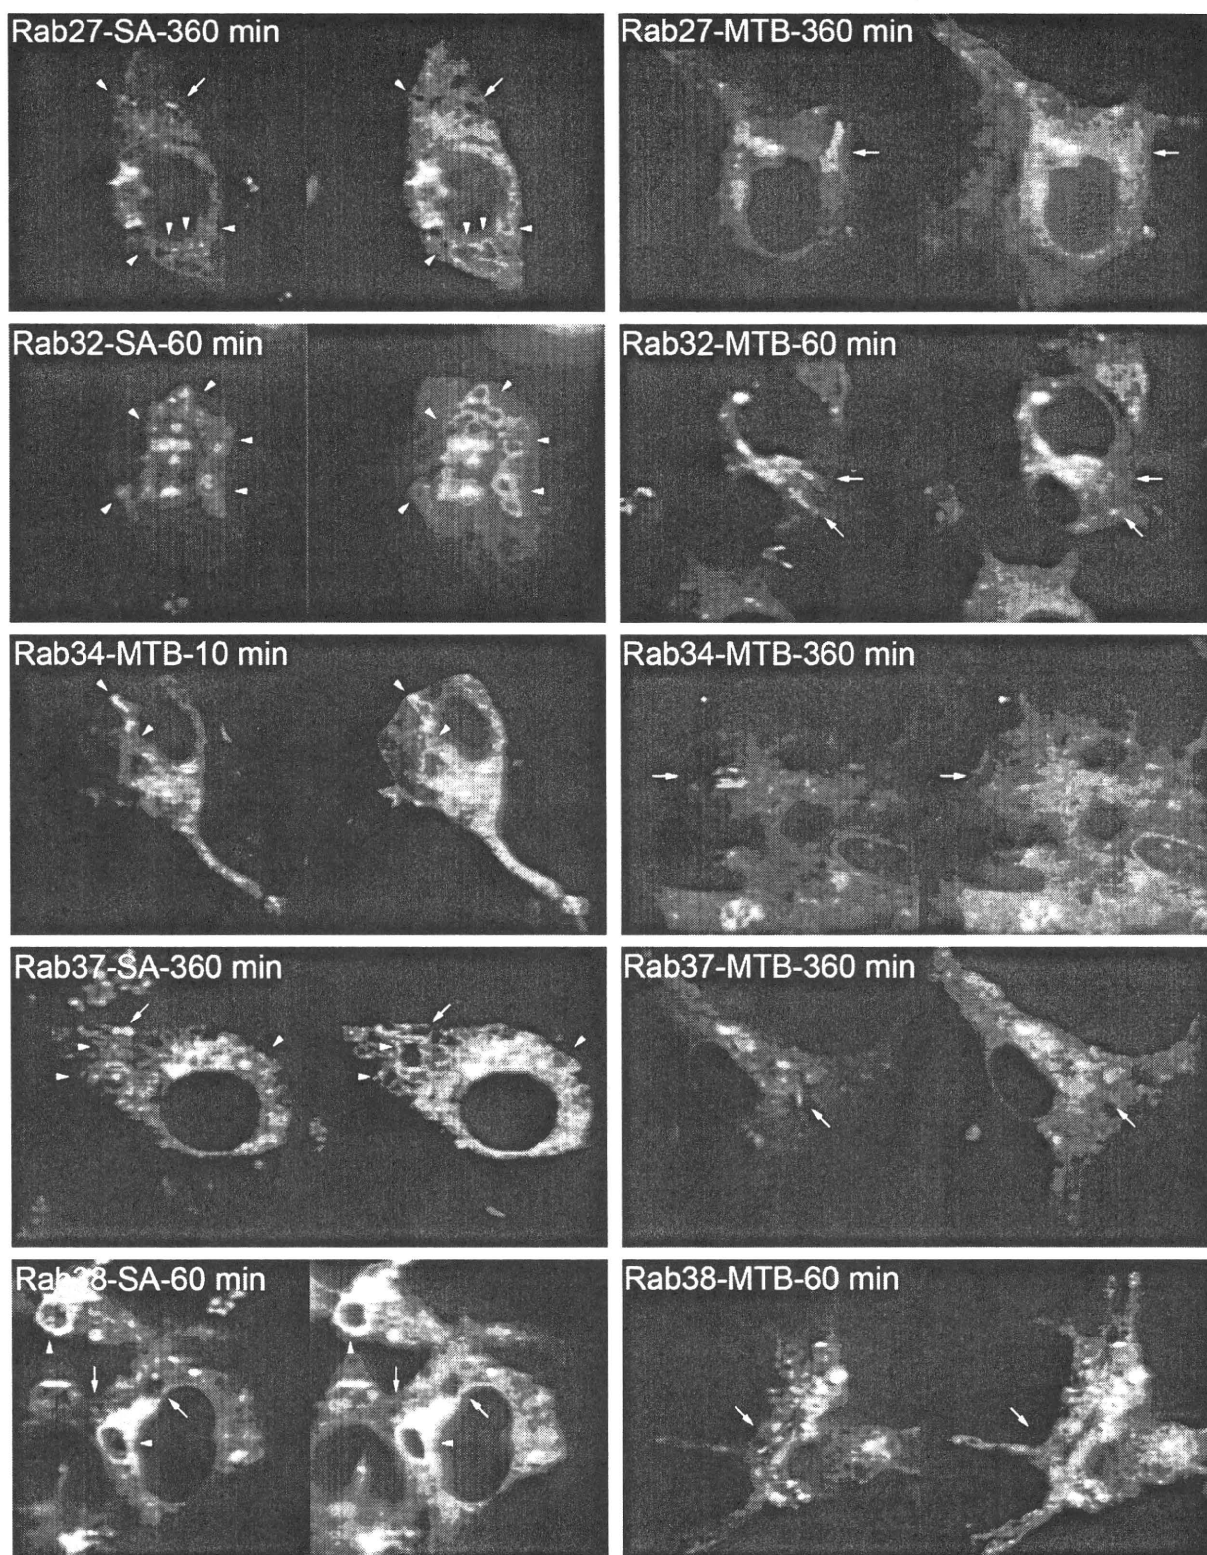 Rab27-SA-360 min
Rab27-MTB-360 min
Rab32-SA-60 min
Rab32-MTB-60 min
Rab34-MTB-10 min
Rab34-MTB-360 min
Rab37-SA-360 min
Rab37-MTB-360 min
Rab38-SA-60 min
Rab38-MTB-60 min